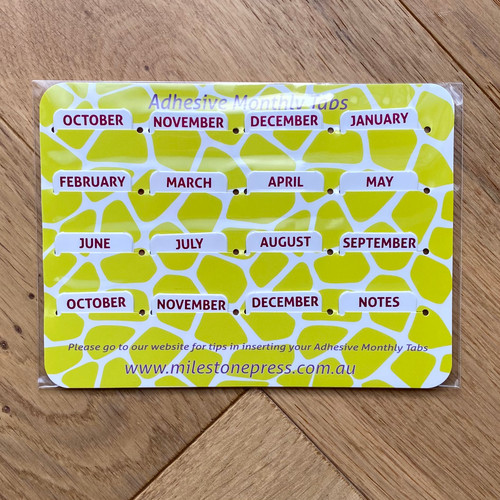 Adhesive Monthly Tabs
OCTOBER NOVEMBER DECEMBER JANUARY
FEBRUARY MARCH APRIL MAY
JUNE JULY AUGUST SEPTEMBER
OCTOBER NOVEMBER DECEMBER NOTES
Please go to our website for tips in inserting your Adhesive Monthly Tabs
www.milestonepress.com.au